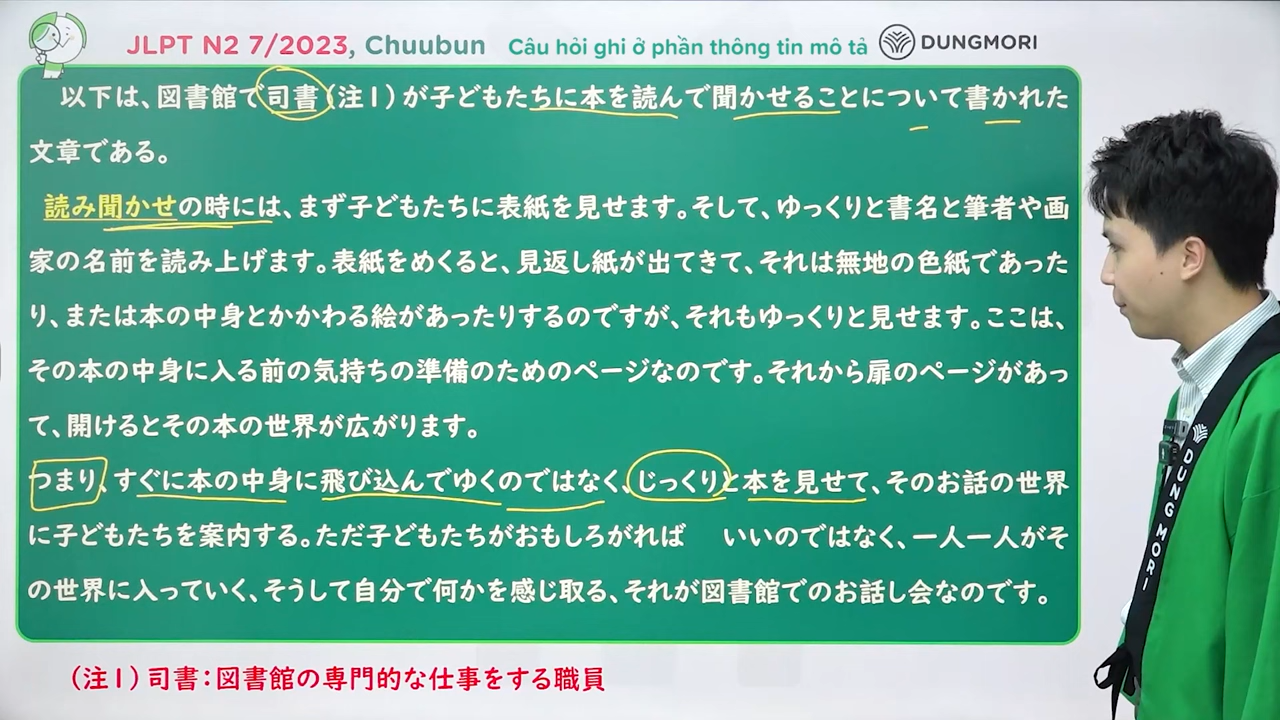 JLPT N2 7/2023, Chuubun Câu hỏi ghi ở phần thông tin mô tả DUNGMORI
以下は、図書館で司書（注１）が子どもたちに本を読んで聞かせることについて書かれた
文章である。
読み聞かせの時には、まず子どもたちに表紙を見せます。そして、ゆっくりと書名と筆者や画
家の名前を読み上げます。表紙をめくると、見返し紙が出てきて、それは無地の色紙であった
り、または本の中身とかかわる絵があったりするのですが、それもゆっくりと見せます。ここは、
その本の中身に入る前の気持ちの準備のためのページなのです。それから扉のページがあっ
て、開けるとその本の世界が広がります。
つまり、すぐに本の中身に飛び込んでゆくのではなく、じっくりと本を見せて、そのお話の世界
に子どもたちを案内する。ただ子どもたちがおもしろがれば　いいのではなく、一人一人がそ
の世界に入っていく、そうして自分で何かを感じ取る、それが図書館でのお話し会なのです。
（注１）司書：図書館の専門的な仕事をする職員
DUNG MORI